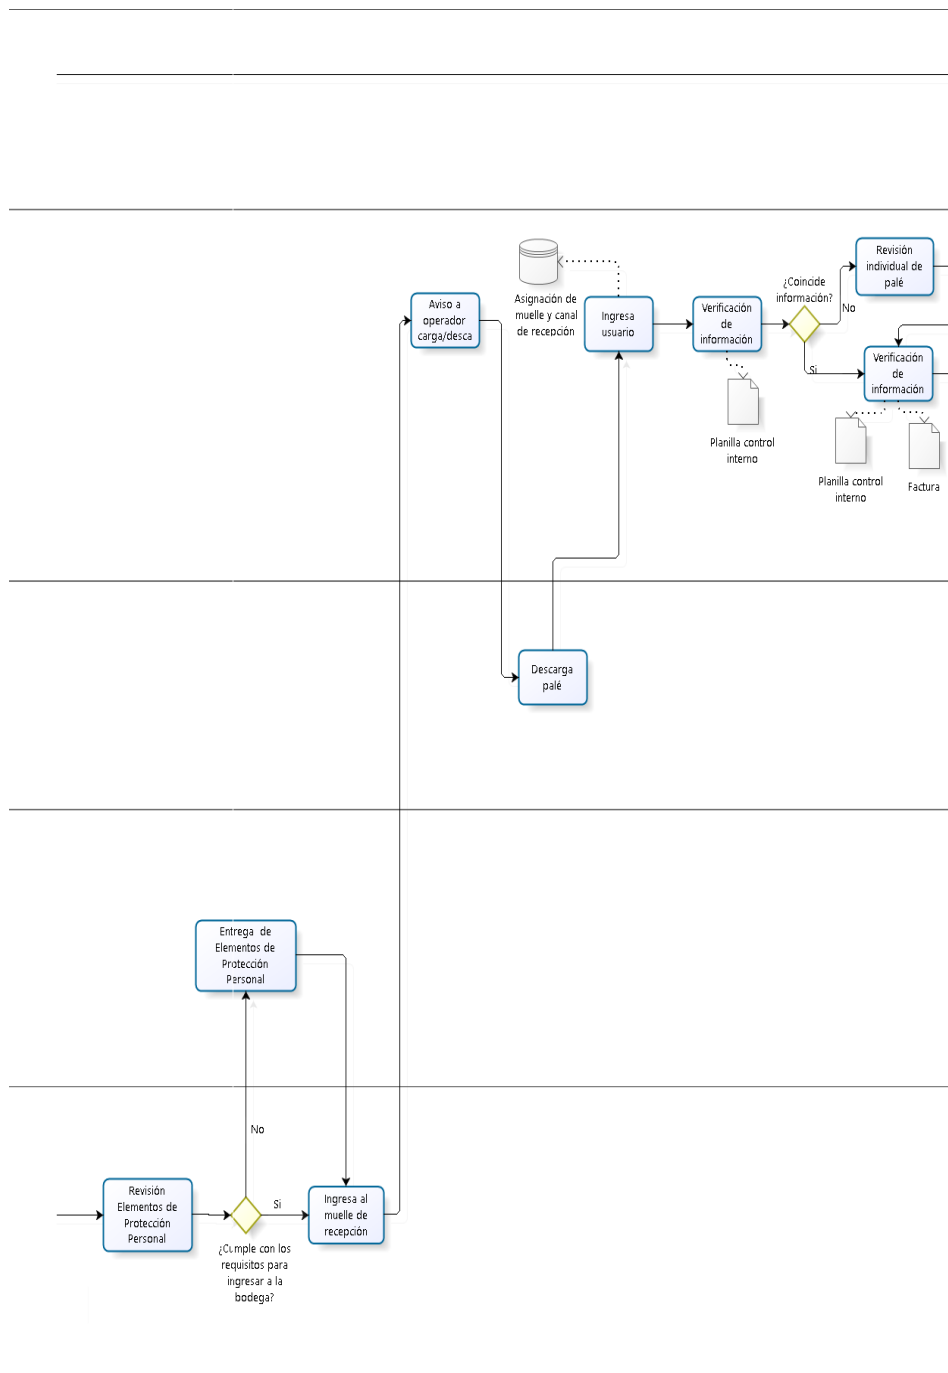 Revisión
individual de
palé
¿Coincide
información?
No
Si
Asignación de
muelle y canal
de recepción
Aviso a
operador
carga/desca
Ingresa
usuario
Verificación
de
información
Verificación
de
información
Planilla control
interno
Planilla control
interno
Factura
Descarga
palé
Entrega de
Elementos de
Protección
Personal
No
Revisión
Elementos de
Protección
Personal
Si
Ingresa al
muelle de
recepción
¿Cumple con los
requisitos para
ingresar a la
bodega?